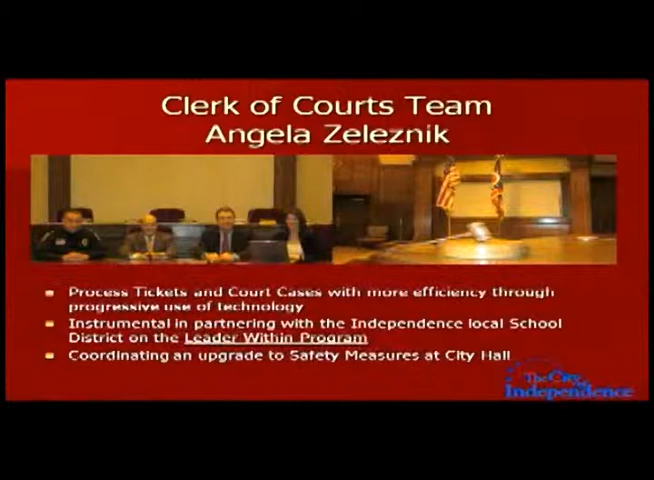 Clerk of Courts Team
Angela Zeleznik
Process Tickets and Court Cases with more efficiency through
progressive use of technology
Instrumental in partnering with the Independence local School
District on the Leader Within Program
Coordinating an upgrade to Safety Measures at City Hall
The City of
Independence